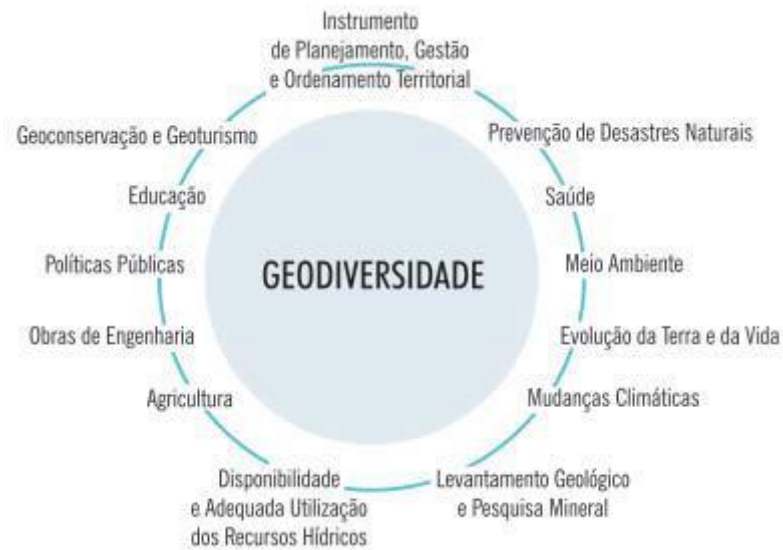 Instrumento
de Planejamento, Gestão
e Ordenamento Territorial
Geoconservação e Geoturismo
Prevenção de Desastres Naturais
Educação
Saúde
Políticas Públicas
GEODIVERSIDADE
Meio Ambiente
Obras de Engenharia
Evolução da Terra e da Vida
Agricultura
Mudanças Climáticas
Disponibilidade
e Adequada Utilização
dos Recursos Hídricos
Levantamento Geológico
e Pesquisa Mineral